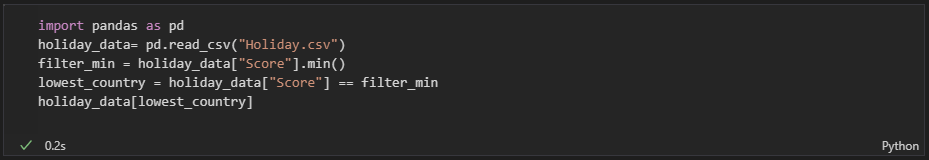 import pandas as pd
holiday_data= pd.read_csv("Holiday.csv")
filter_min = holiday_data["Score"].min()
lowest_country = holiday_data["Score"] == filter_min
holiday_data[lowest_country]
0.2s
Python